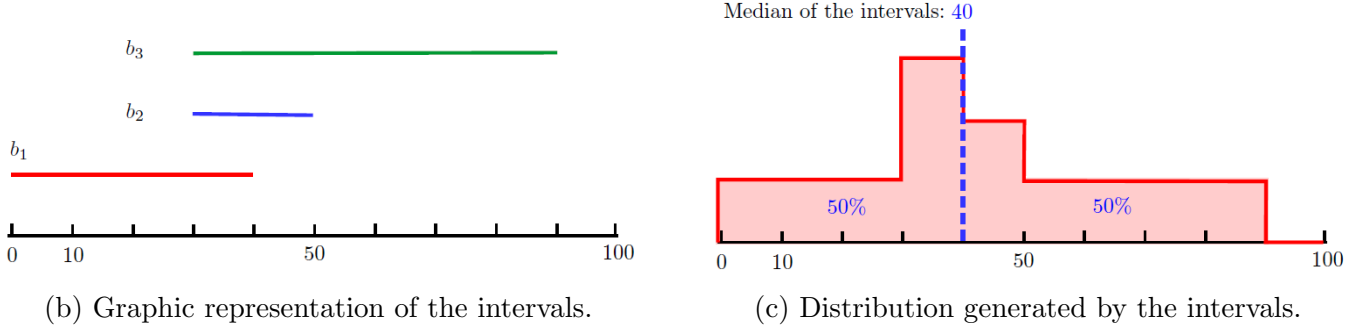 Median of the intervals: 40
b3
b2
b1
0 10 50 100
50% 50%
0 10 50 100
(b) Graphic representation of the intervals.
(c) Distribution generated by the intervals.